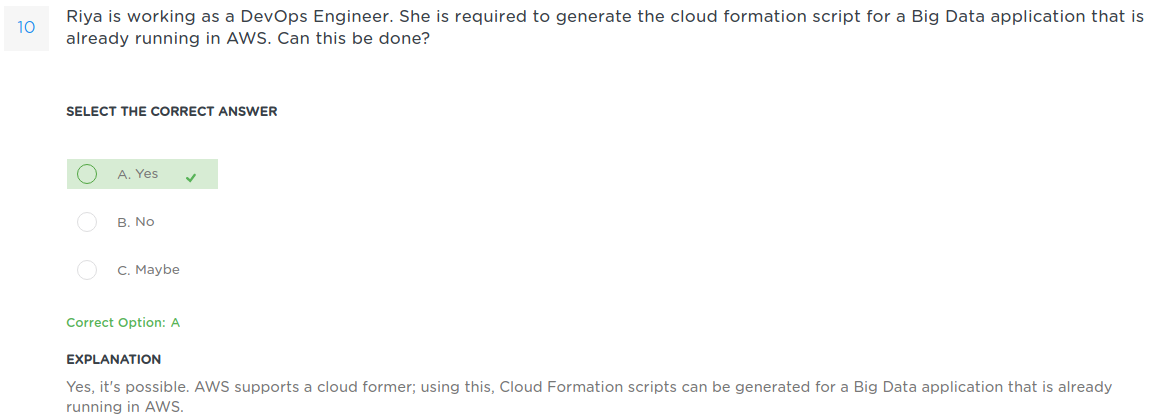 10
Riya is working as a DevOps Engineer. She is required to generate the cloud formation script for a Big Data application that is
already running in AWS. Can this be done?
SELECT THE CORRECT ANSWER
A. Yes
B. No
C. Maybe
Correct Option: A
EXPLANATION
Yes, it's possible. AWS supports a cloud former; using this, Cloud Formation scripts can be generated for a Big Data application that is already
running in AWS.